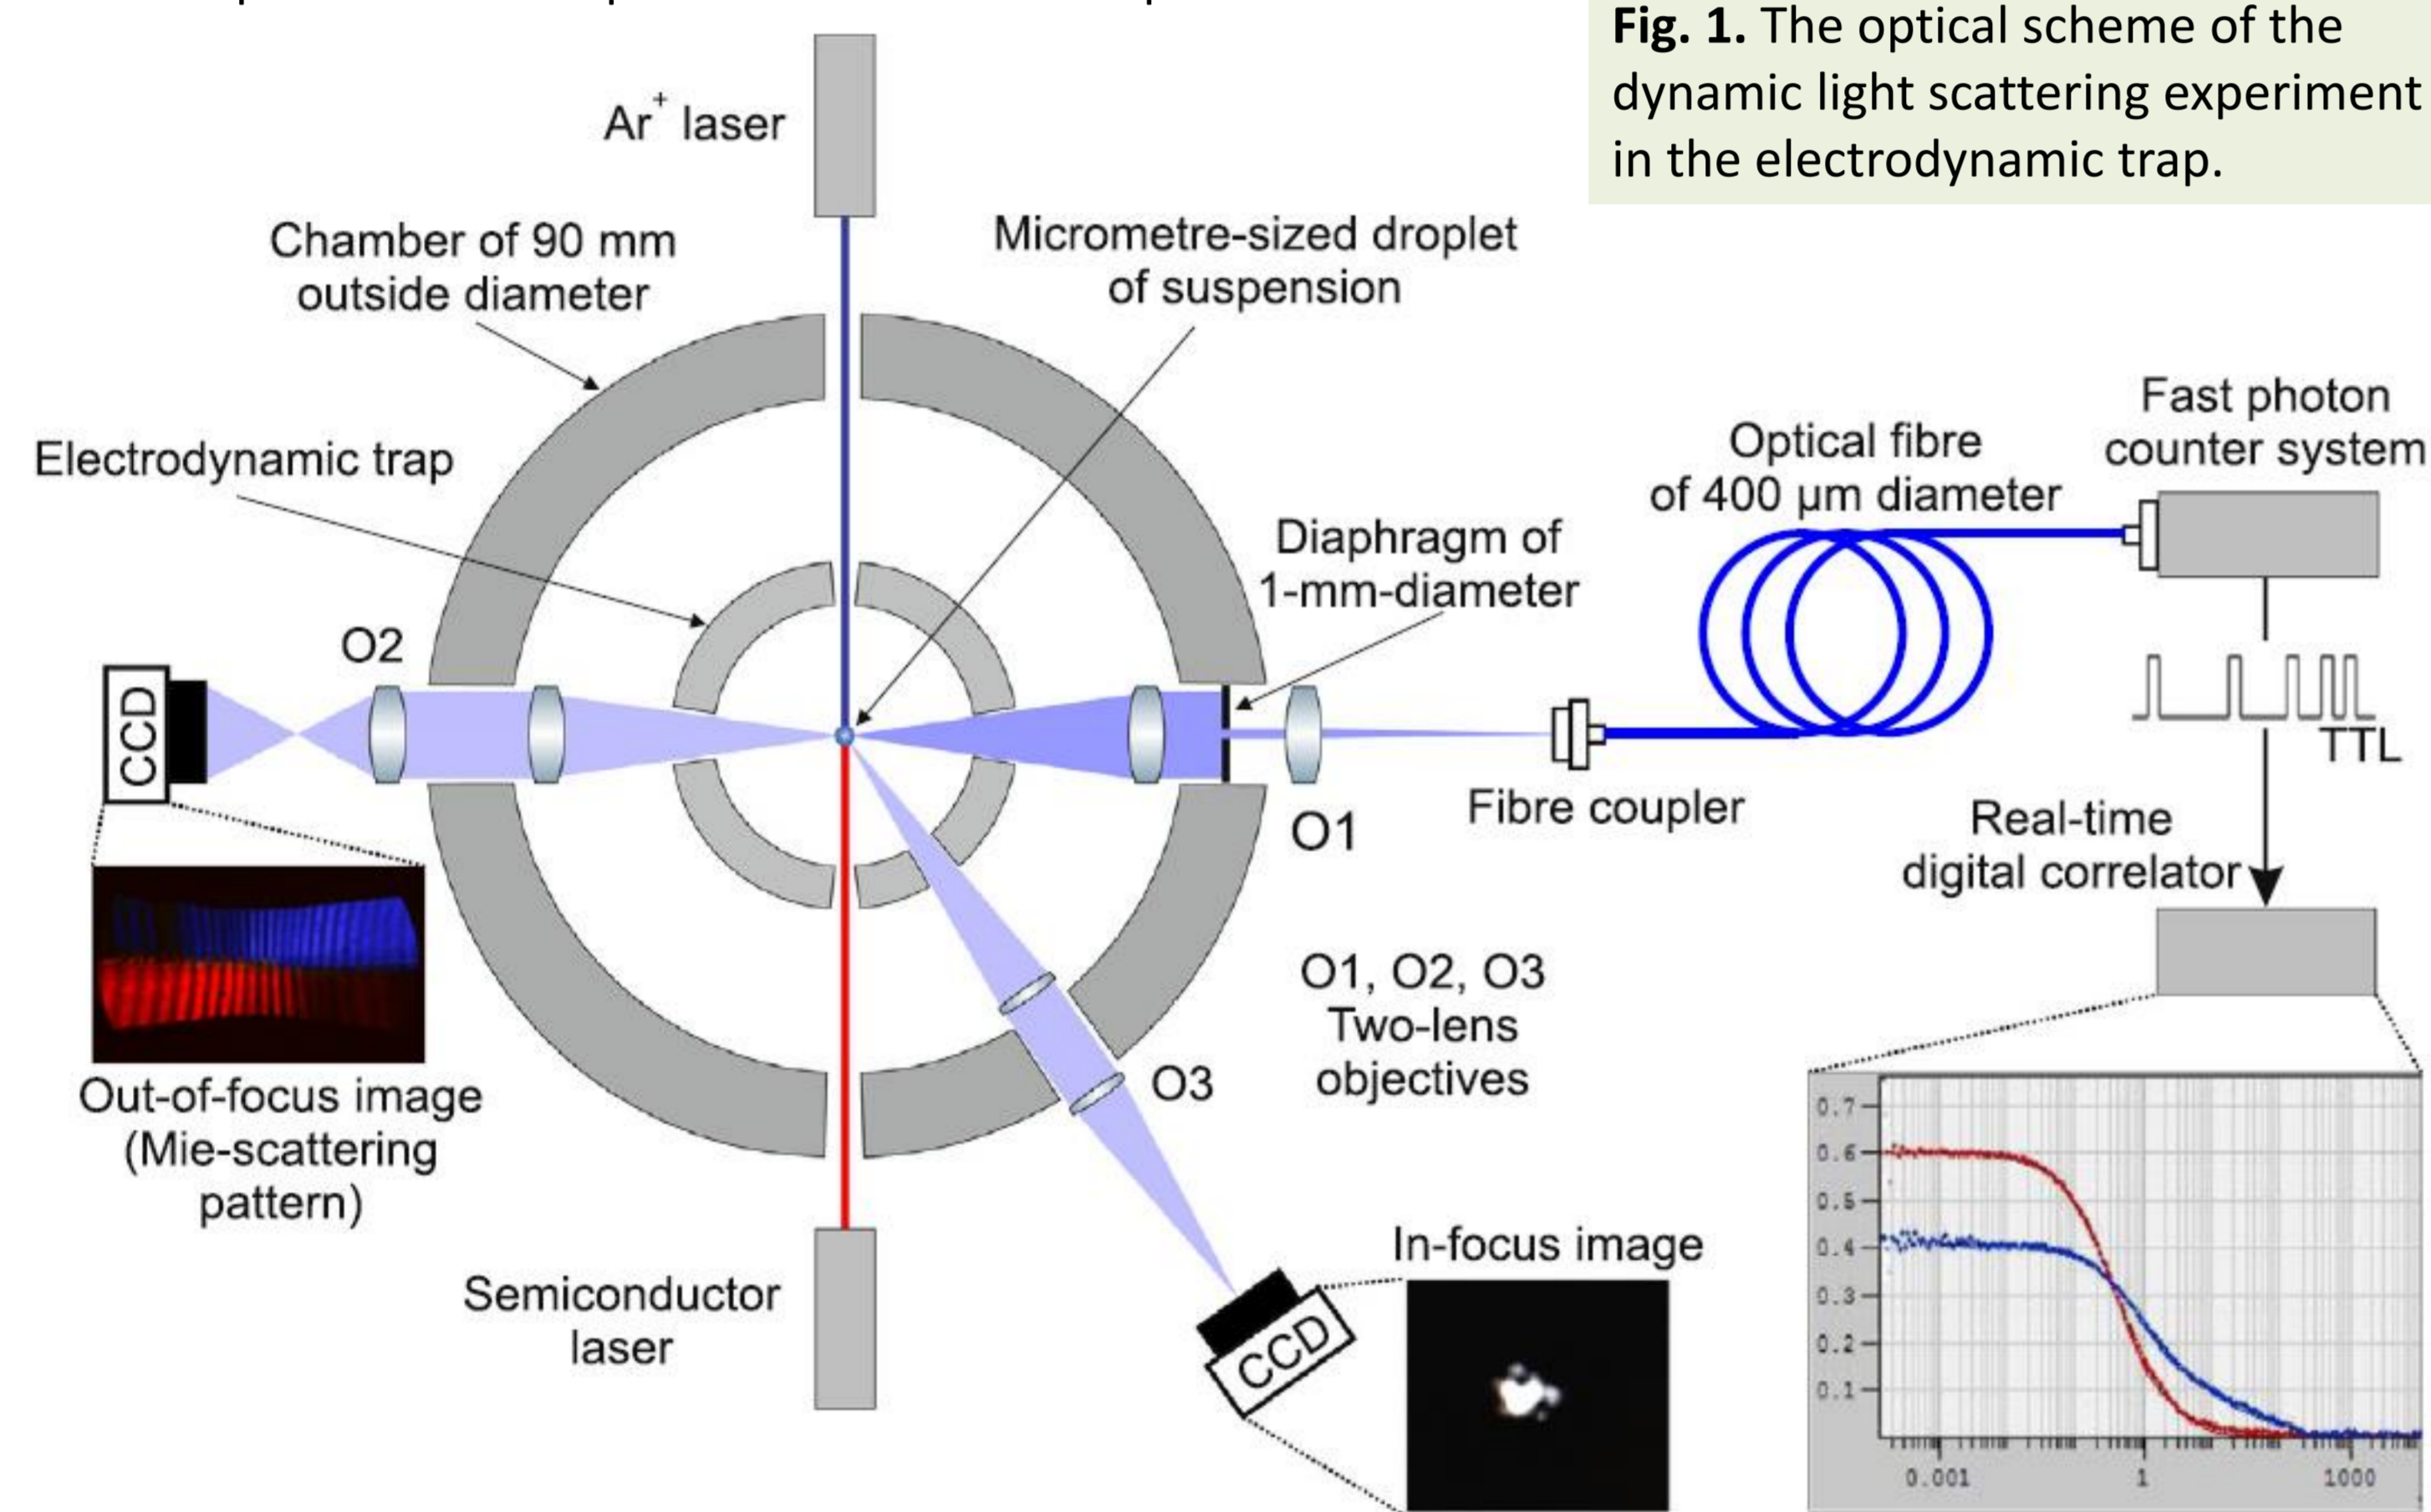 Fig. 1. The optical scheme of the
dynamic light scattering experiment
in the electrodynamic trap.
Ar+ laser
Chamber of 90 mm
outside diameter
Micrometre-sized droplet
of suspension
Electrodynamic trap
Fast photon
counter system
Optical fibre
of 400 µm diameter
Diaphragm of
1-mm-diameter
O2
CCD
TTL
Fibre coupler
O1
Real-time
digital correlator
O1, O2, O3
Two-lens
objectives
O3
Out-of-focus image
(Mie-scattering
pattern)
In-focus image
CCD
Semiconductor
laser
0.7
0.6
0.5
0.4
0.3
0.2
0.1
0.001 1 1000